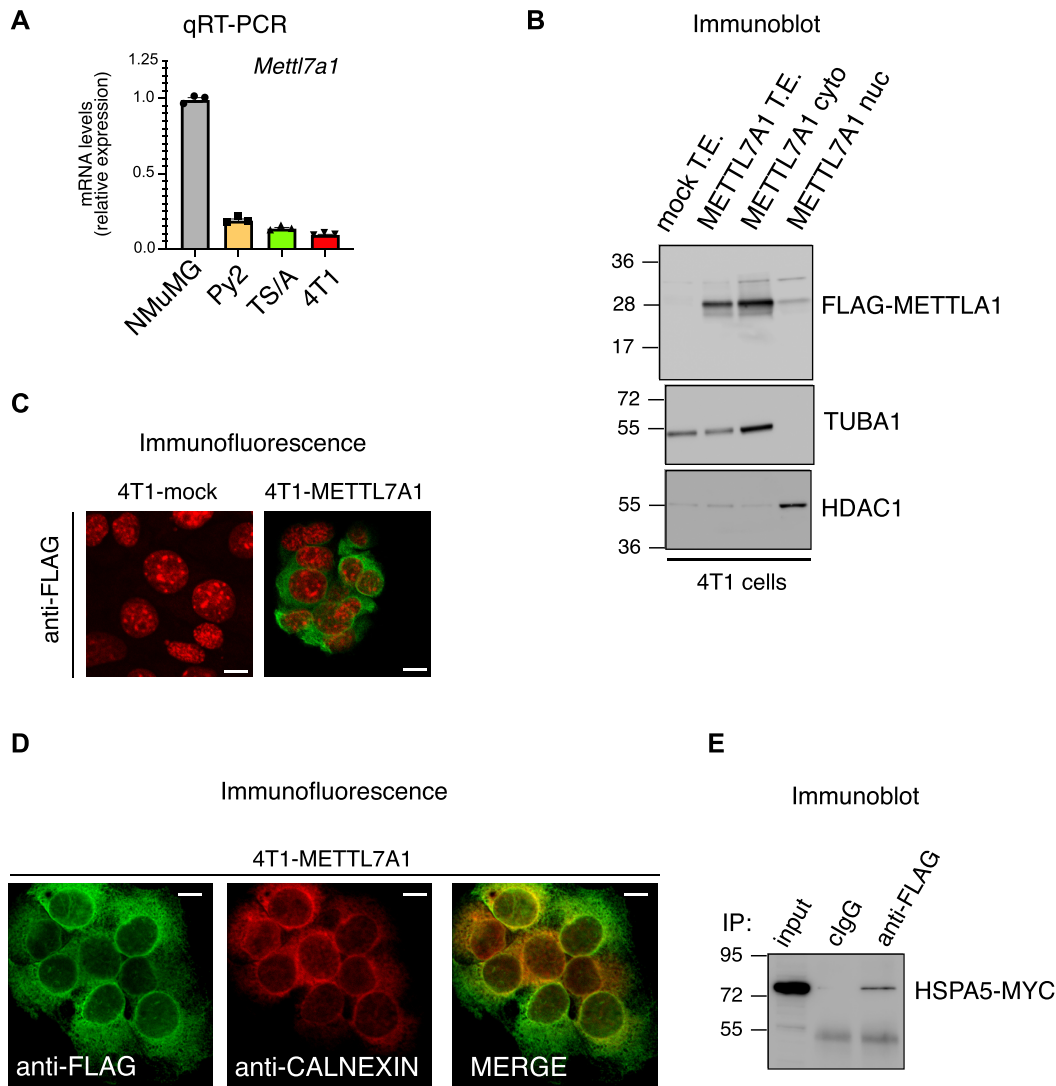 A
qRT-PCR
Mettl7a1
mRNA levels
(relative expression)
1.25
1.0
0.5
0.0
NMuMG
Py2
TS/A
4T1
B
Immunoblot
mock T.E.
METTL7A1 T.E.
METTL7A1 cyto
METTL7A1 nuc
36
28
17
FLAG-METTLA1
72
55
TUBA1
55
36
HDAC1
4T1 cells
C
Immunofluorescence
4T1-mock
4T1-METTL7A1
anti-FLAG
D
Immunofluorescence
4T1-METTL7A1
anti-FLAG
anti-CALNEXIN
MERGE
E
Immunoblot
IP:
input
cIgG
anti-FLAG
95
72
55
HSPA5-MYC